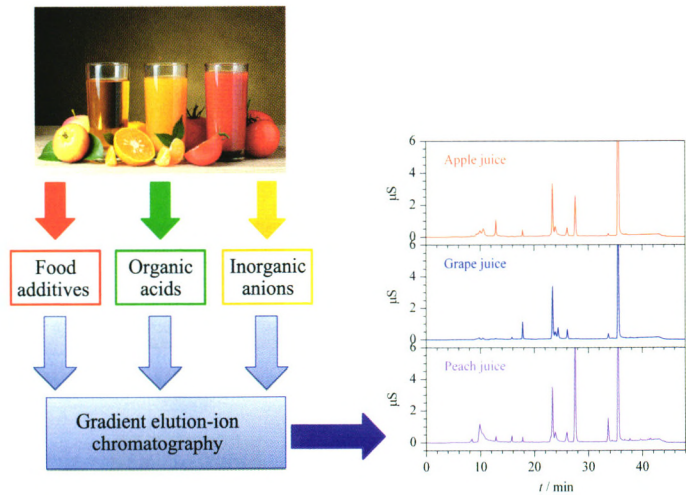 Food
additives
Organic
acids
Inorganic
anions
Gradient elution-ion
chromatography
6
4
2
0
μS
Apple juice
6
4
2
0
μS
Grape juice
6
4
2
0
μS
Peach juice
0 10 20 30 40
t / min